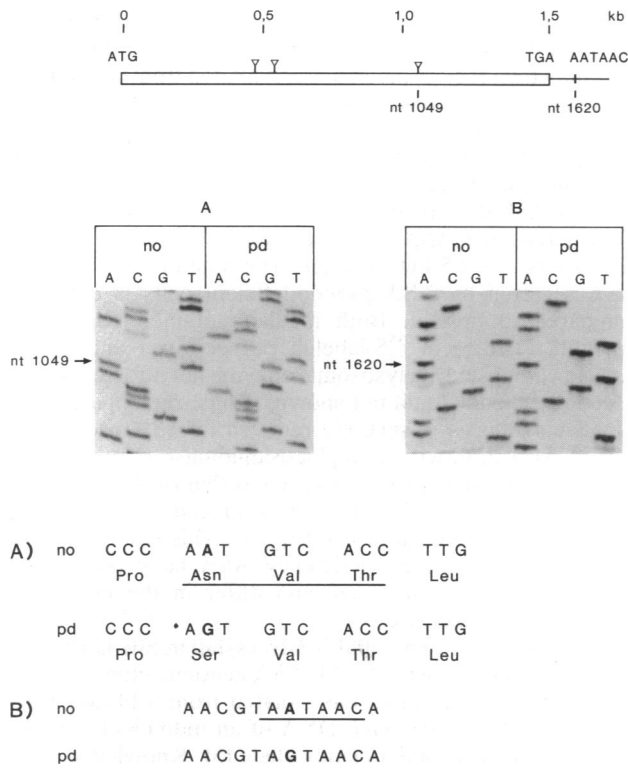 0 0,5 1,0 1,5 kb
ATG TGA AATAAC
nt 1049 nt 1620
A B
no pd no pd
A C G T A C G T A C G T A C G T
nt 1049 → nt 1620 →
A) no CCC AAT GTC ACC TTG
Pro Asn Val Thr Leu
pd CCC *AGT GTC ACC TTG
Pro Ser Val Thr Leu
B) no AACGTAATAACA
pd AACGTAGTAACA